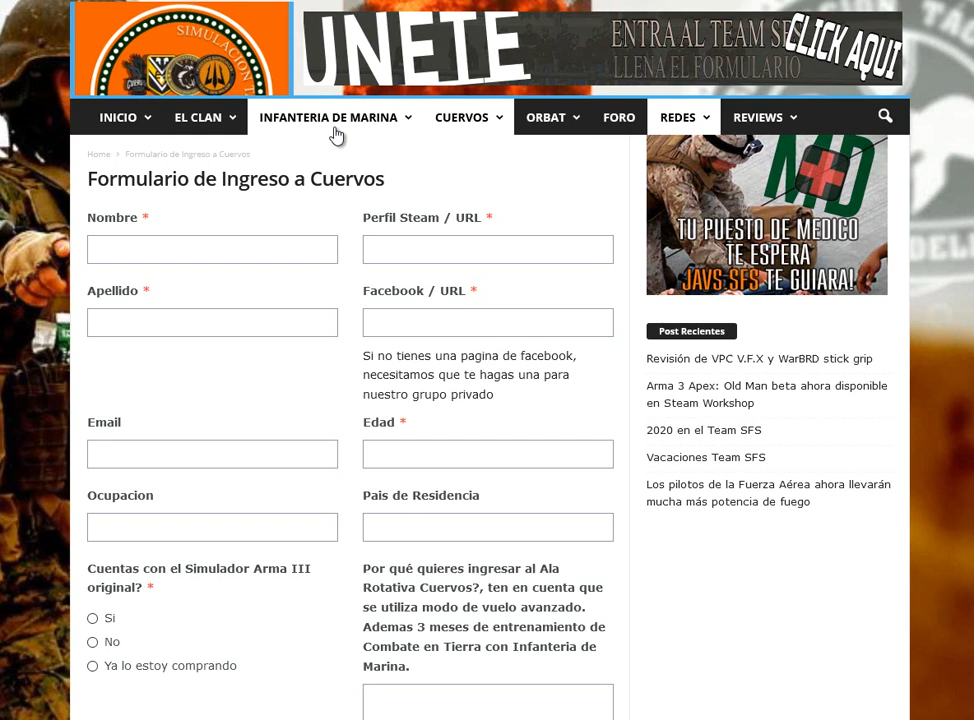 SIMULACION
UNETE
ENTRA AL TEAM
LLENA EL FORMULARIO
CLICK AQUI
INICIO
EL CLAN
INFANTERIA DE MARINA
CUERVOS
ORBAT
FORO
REDES
REVIEWS
Home > Formulario de Ingreso a Cuervos
Formulario de Ingreso a Cuervos
Nombre *
Perfil Steam / URL *
Apellido *
Facebook / URL *
Si no tienes una pagina de facebook,
necesitamos que te hagas una para
nuestro grupo privado
Email
Edad *
Ocupacion
Pais de Residencia
Cuentas con el Simulador Arma III
original? *
Si
No
Ya lo estoy comprando
Por qué quieres ingresar al Ala
Rotativa Cuervos?, ten en cuenta que
se utiliza modo de vuelo avanzado.
Ademas 3 meses de entrenamiento de
Combate en Tierra con Infanteria de
Marina.
MD
TU PUESTO DE MEDICO
TE ESPERA
JAVS-SFS TE GUIARA!
Post Recientes
Revisión de VPC V.F.X y WarBRD stick grip
Arma 3 Apex: Old Man beta ahora disponible
en Steam Workshop
2020 en el Team SFS
Vacaciones Team SFS
Los pilotos de la Fuerza Aérea ahora llevarán
mucha más potencia de fuego